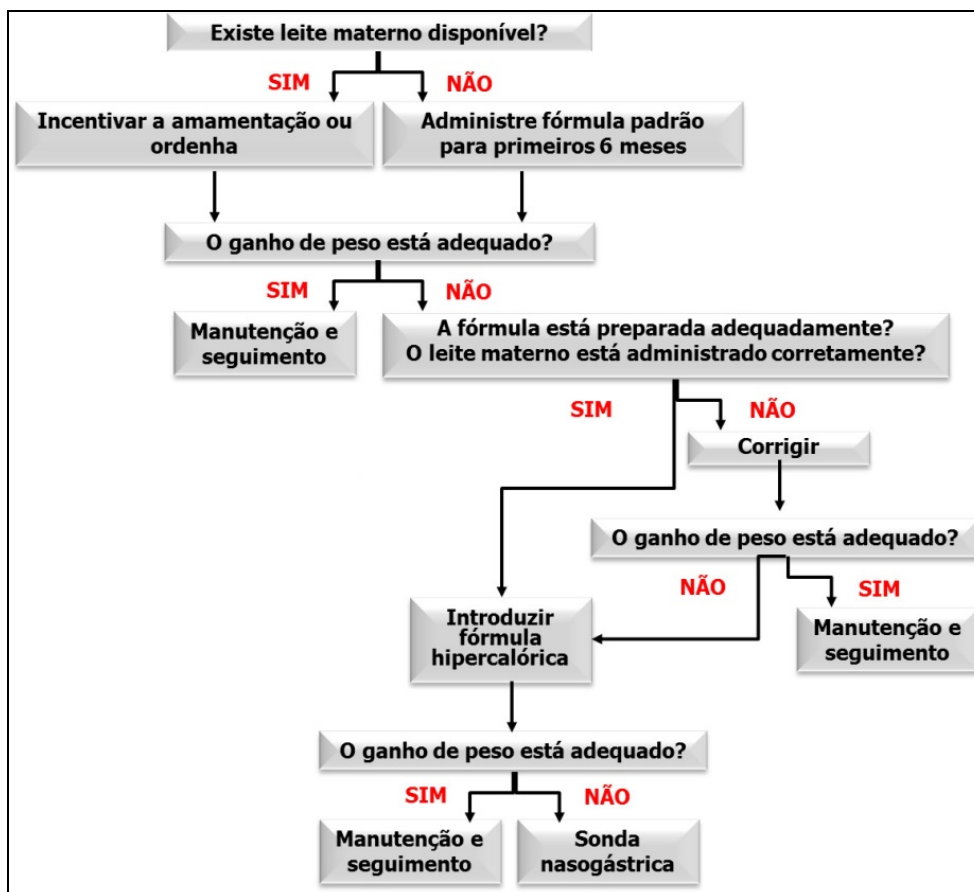 Existe leite materno disponível?
SIM
NÃO
Incentivar a amamentação ou
ordenha
Administre fórmula padrão
para primeiros 6 meses
O ganho de peso está adequado?
SIM
NÃO
Manutenção e
seguimento
A fórmula está preparada adequadamente?
O leite materno está administrado corretamente?
SIM
NÃO
Corrigir
O ganho de peso está adequado?
NÃO
SIM
Introduzir
fórmula
hipercalórica
Manutenção e
seguimento
O ganho de peso está adequado?
SIM
NÃO
Manutenção e
seguimento
Sonda
nasogástrica